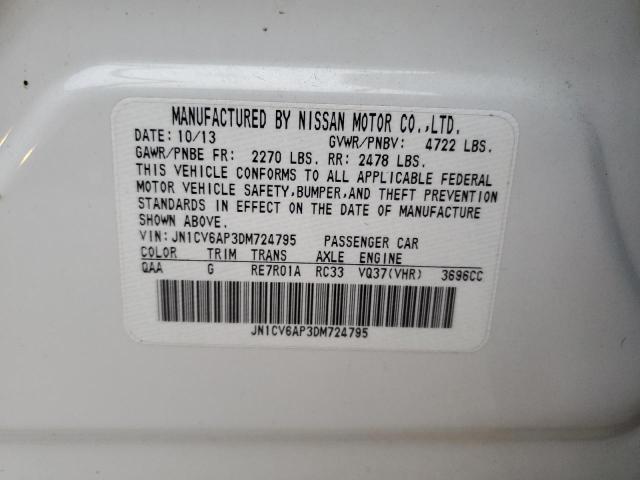 MANUFACTURED BY NISSAN MOTOR CO.,LTD.
DATE: 10/13 GVWR/PNBV: 4722 LBS.
GAWR/PNBE FR: 2270 LBS. RR: 2478 LBS.
THIS VEHICLE CONFORMS TO ALL APPLICABLE FEDERAL
MOTOR VEHICLE SAFETY,BUMPER,AND THEFT PREVENTION
STANDARDS IN EFFECT ON THE DATE OF MANUFACTURE
SHOWN ABOVE.
VIN: JN1CV6AP3DM724795 PASSENGER CAR
COLOR TRIM TRANS AXLE ENGINE
QAA G RE7R01A RC33 VQ37(VHR) 3696CC
JN1CV6AP3DM724795